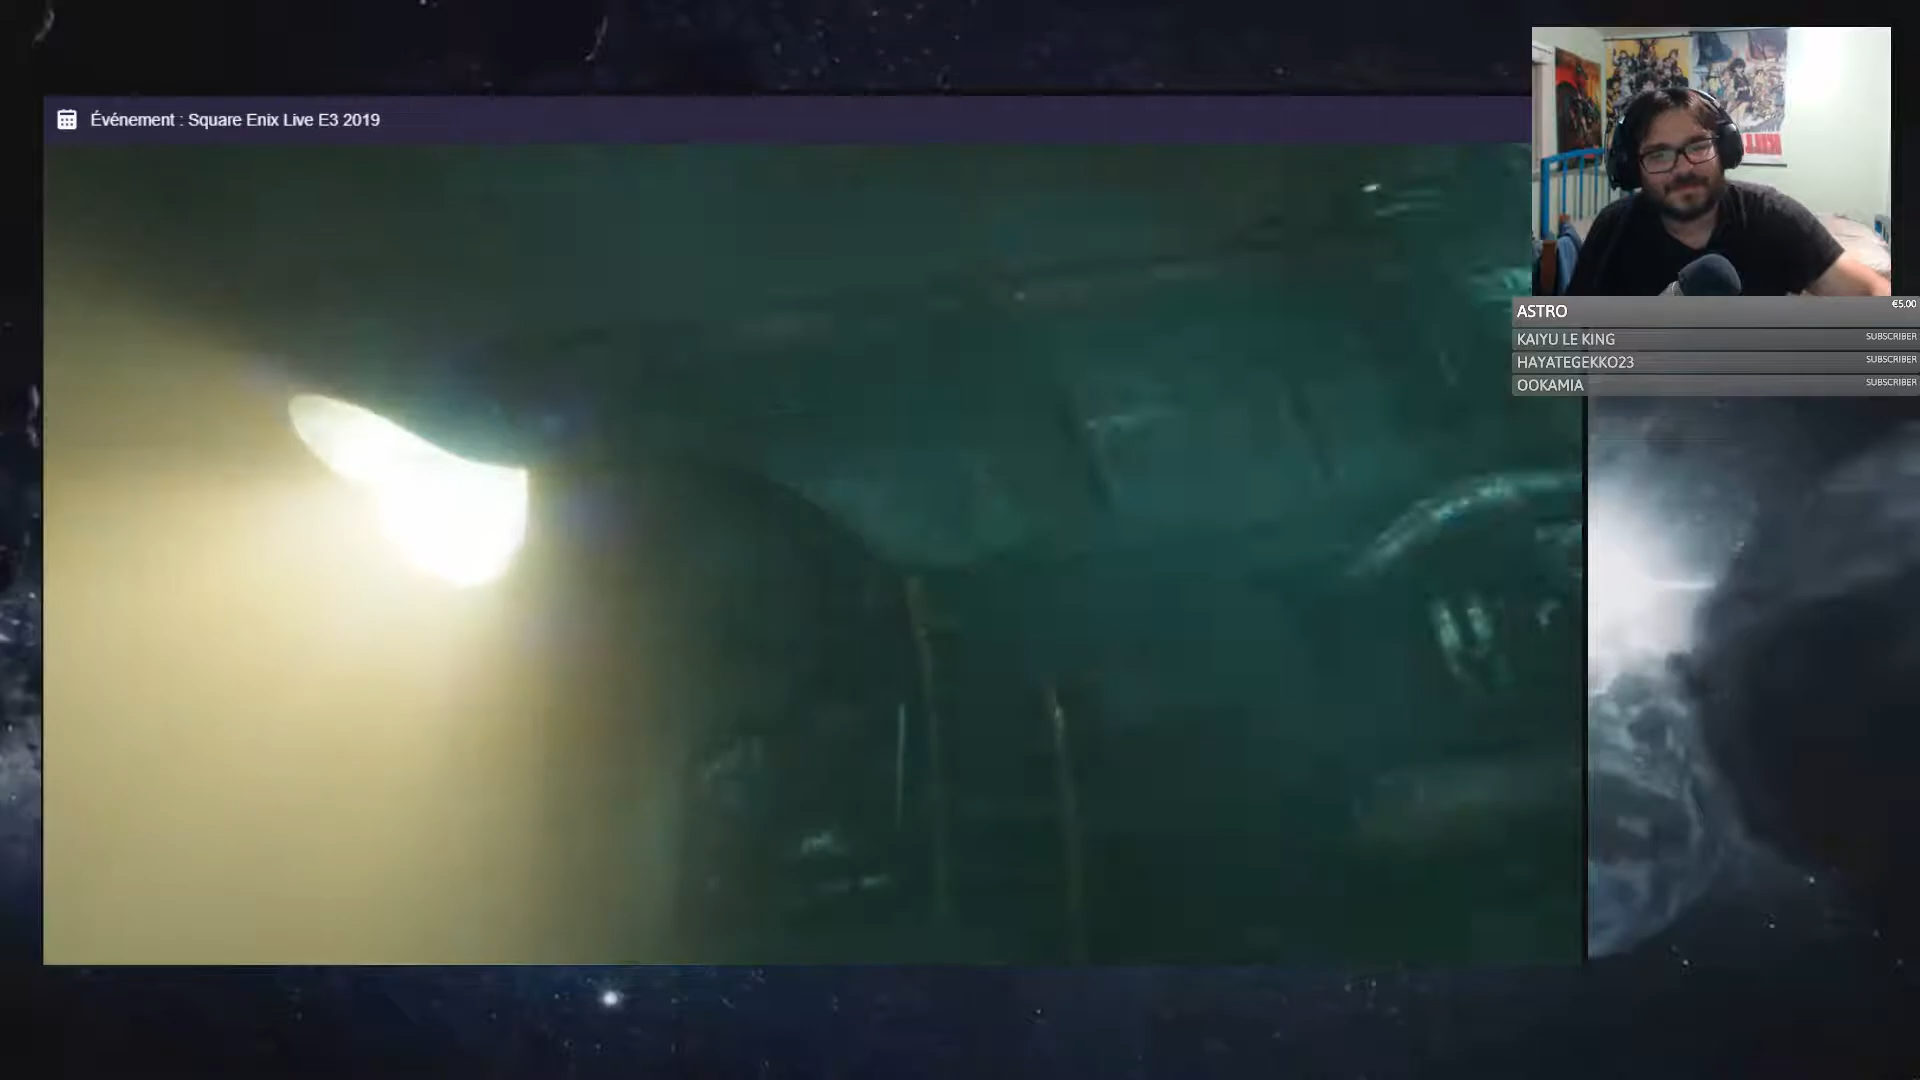 Événement : Square Enix Live E3 2019
ASTRO €5.00
KAIYU LE KING SUBSCRIBER
HAYATEGEKKO23 SUBSCRIBER
OOKAMIA SUBSCRIBER